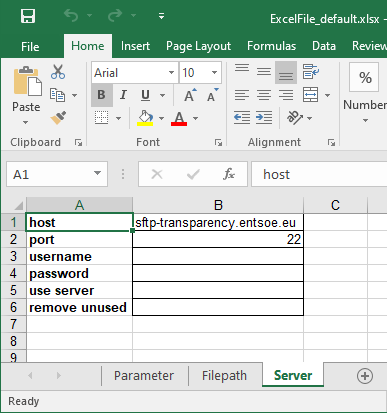 ExcelFile_default.xlsx -
File Home Insert Page Layout Formulas Data
Paste
Arial 10 A A
B I U
A
% Number
Clipboard Font Alignment
A1 fx host
A B C
1 host sftp-transparency.entsoe.eu
2 port 22
3 username
4 password
5 use server
6 remove unused
7
8
9
Parameter Filepath Server
Ready